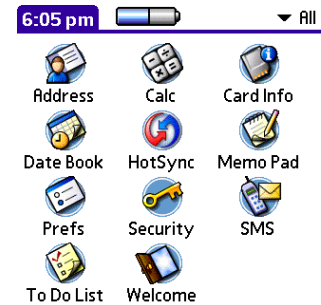 6:05 pm All
Address Calc Card Info
Date Book HotSync Memo Pad
Prefs Security SMS
To Do List Welcome